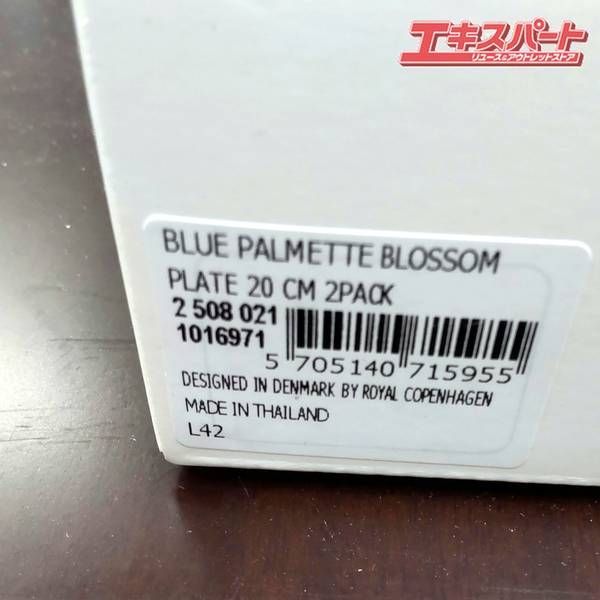 エキスパート
リユース&アウトレットストア
BLUE PALMETTE BLOSSOM
PLATE 20 CM 2PACK
2 508 021
1016971
5 705140 715955
DESIGNED IN DENMARK BY ROYAL COPENHAGEN
MADE IN THAILAND
L42